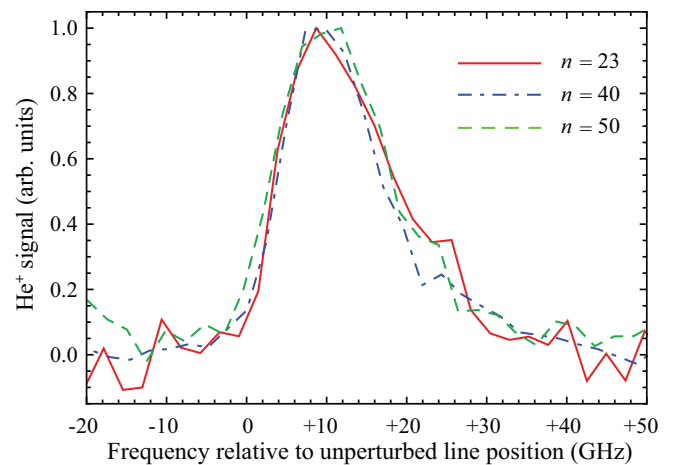 1.0
0.8
0.6
0.4
0.2
0.0
He⁺ signal (arb. units)
n = 23
n = 40
n = 50
-20 -10 0 +10 +20 +30 +40 +50
Frequency relative to unperturbed line position (GHz)